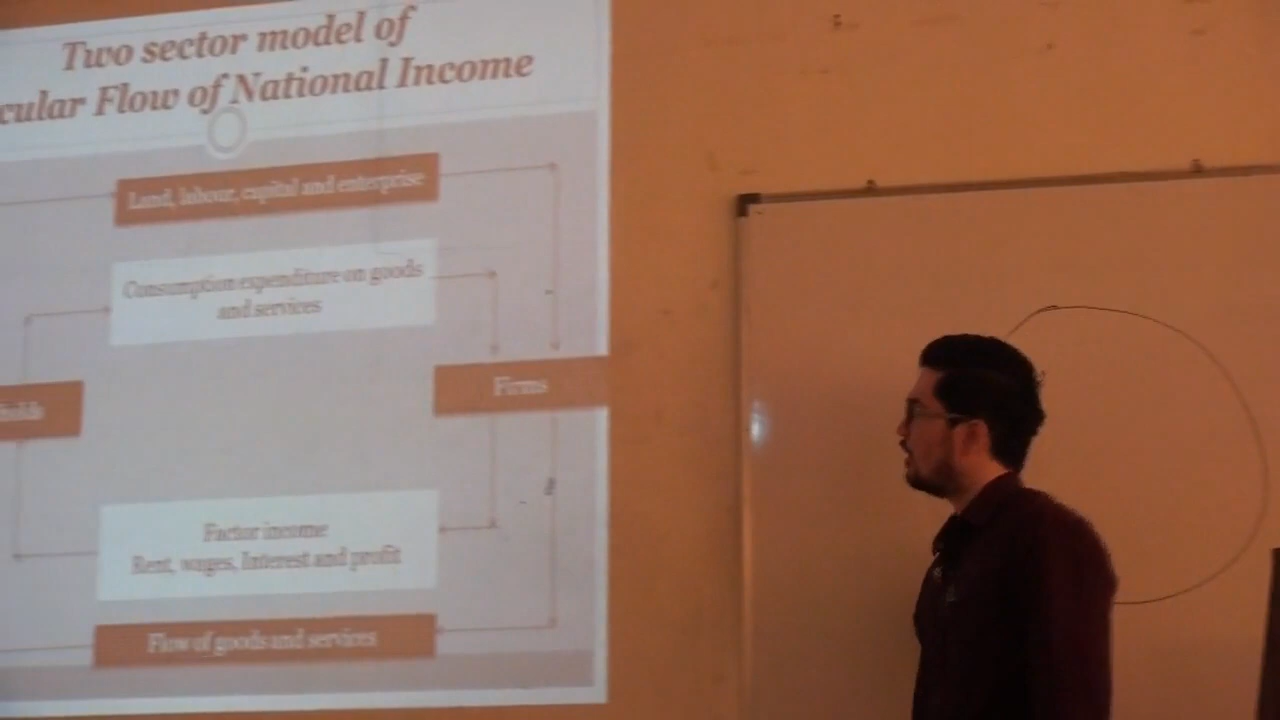 Two sector model of
cular Flow of National Income
Land, labour, capital and enterprise
Consumption expenditure on goods
and services
Firms
Factor income
Rent, wages, Interest and profit
Flow of goods and services